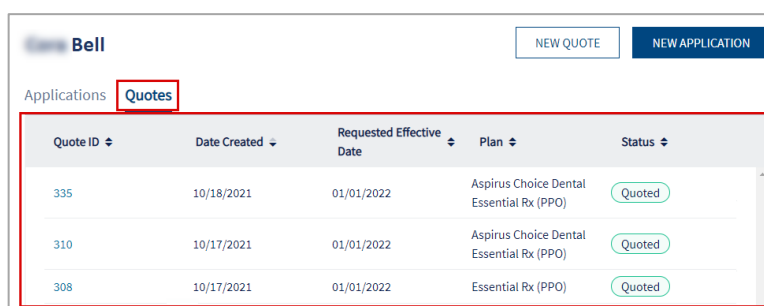 Bell
NEW QUOTE
NEW APPLICATION
Applications Quotes
Quote ID Date Created Requested Effective Date Plan Status
335 10/18/2021 01/01/2022 Aspirus Choice Dental Essential Rx (PPO) Quoted
310 10/17/2021 01/01/2022 Aspirus Choice Dental Essential Rx (PPO) Quoted
308 10/17/2021 01/01/2022 Essential Rx (PPO) Quoted